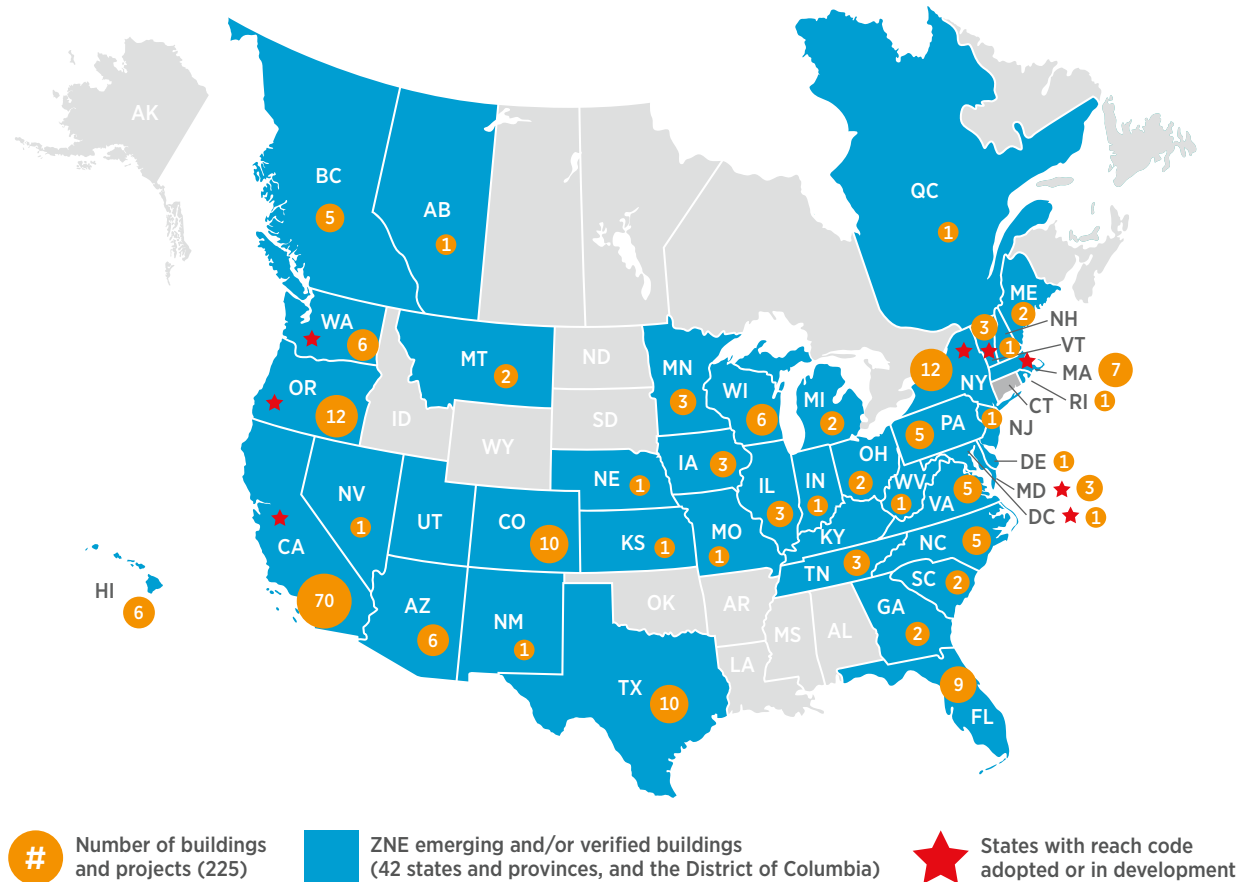 AK
BC
5
AB
1
QC
1
ME
2
WA
6
3
NH
1
VT
MT
2
ND
MN
3
12
NY
MA 7
OR
12
ID
SD
WI
6
MI
2
CT
RI 1
WY
PA
5
1
NJ
IA 3
OH
2
DE 1
NE 1
IL
3
IN
1
WV
1
VA
5
MD 3
DC 1
NV
1
UT
CO
10
KS 1
MO
1
KY
CA
70
NC 5
TN 3
SC 2
HI
6
AZ
6
NM
1
OK
AR
MS
AL
GA
2
LA
TX
10
9
FL
# Number of buildings
and projects (225)
ZNE emerging and/or verified buildings
(42 states and provinces, and the District of Columbia)
States with reach code
adopted or in development